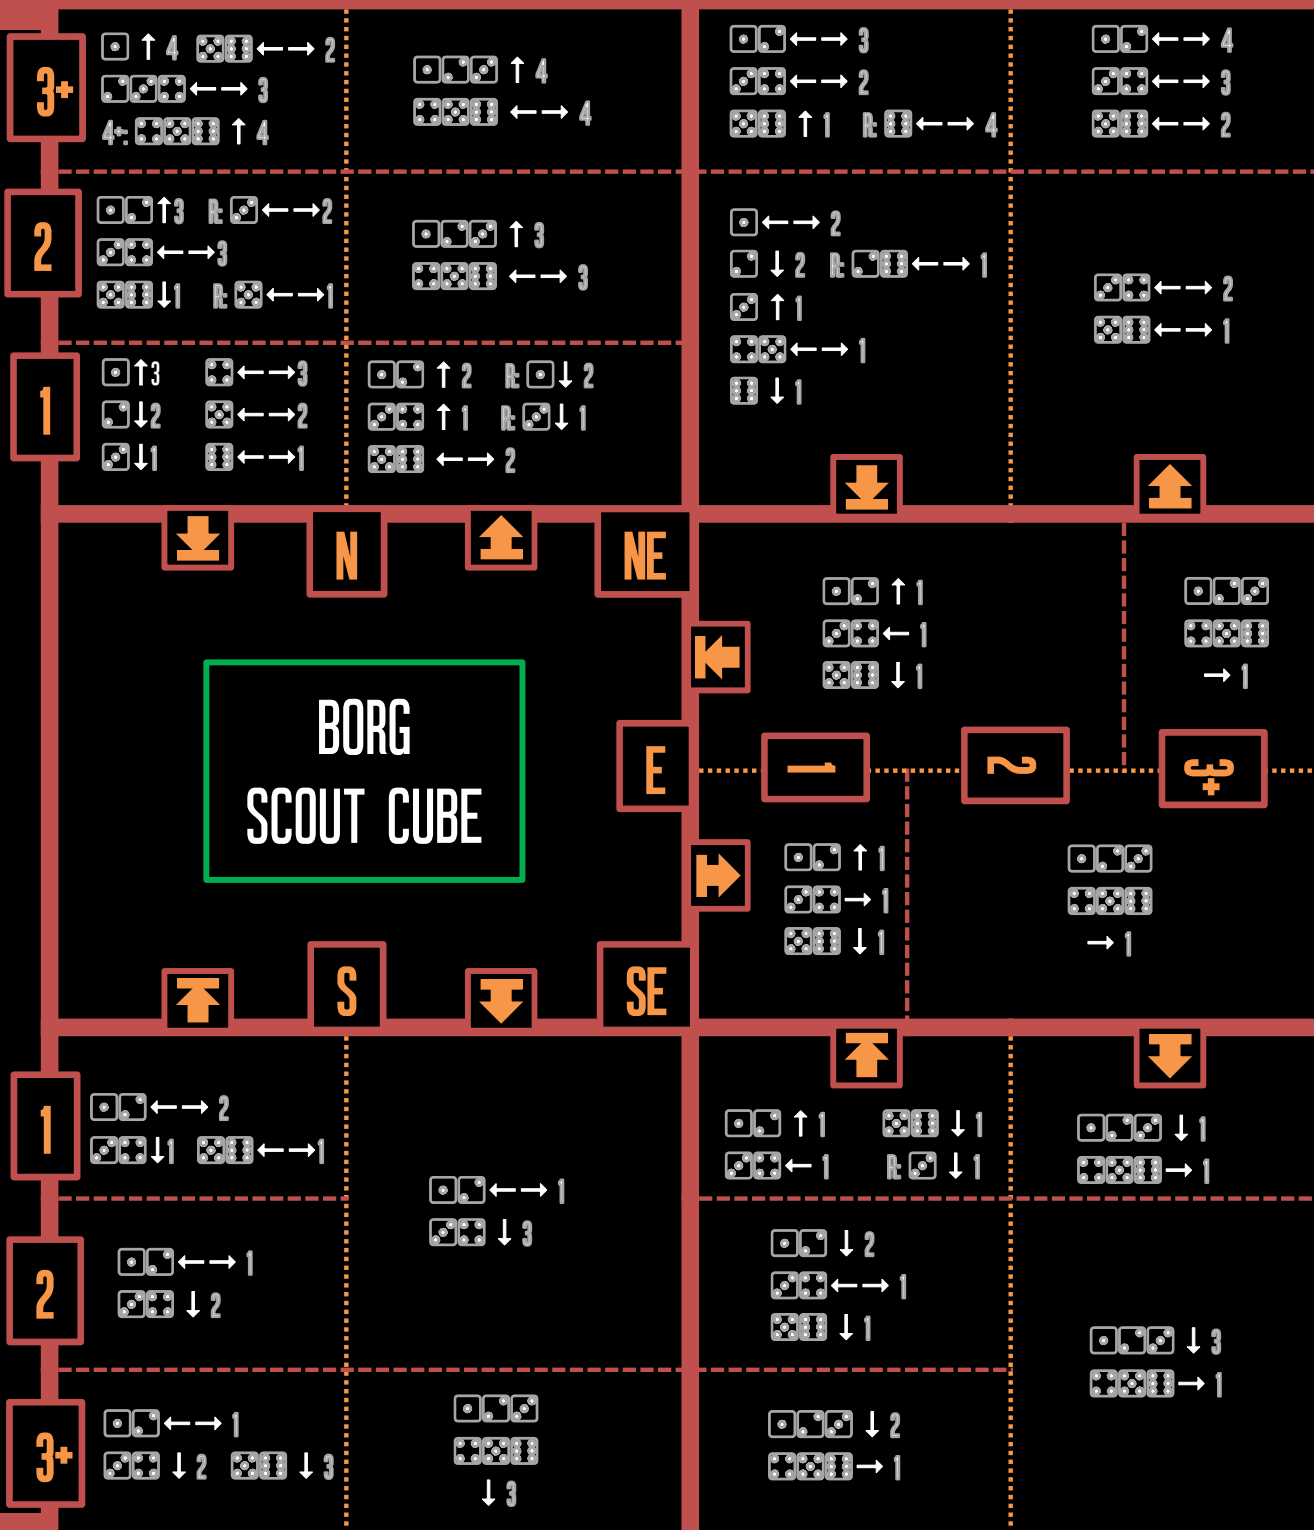 3+
⚀ ↑ 4 ⚄⚅ ←→ 2
⚁⚂⚃ ←→ 3
4+: ⚃⚄⚅ ↑ 4
⚀⚁⚂ ↑ 4
⚃⚄⚅ ←→ 4
⚀⚁ ←→ 3
⚂⚃ ←→ 2
⚄⚅ ↑ 1 R: ⚅ ←→ 4
⚀⚁ ←→ 4
⚂⚃ ←→ 3
⚄⚅ ←→ 2
2
⚀⚁ ↑3 R: ⚂ ←→2
⚂⚃ ←→3
⚄⚅ ↓1 R: ⚄ ←→1
⚀⚁⚂ ↑ 3
⚃⚄⚅ ←→ 3
⚀ ←→ 2
⚁ ↓ 2 R: ⚁⚅ ←→ 1
⚂ ↑ 1
⚃⚄ ←→ 1
⚅ ↓ 1
⚂⚃ ←→ 2
⚄⚅ ←→ 1
1
⚀ ↑3 ⚃ ←→3
⚁ ↓2 ⚄ ←→2
⚂ ↓1 ⚅ ←→1
⚀⚁ ↑ 2 R: ⚀ ↓ 2
⚂⚃ ↑ 1 R: ⚂ ↓ 1
⚄⚅ ←→ 2
N
NE
BORG
SCOUT CUBE
E
S
SE
⚀⚁ ↑ 1
⚂⚃ ← 1
⚄⚅ ↓ 1
⚀⚁⚂
⚃⚄⚅
→ 1
1
2
3+
⚀⚁ ↑ 1
⚂⚃ → 1
⚄⚅ ↓ 1
⚀⚁⚂
⚃⚄⚅
→ 1
1
⚀⚁ ←→ 2
⚂⚃ ↓1 ⚄⚅ ←→1
⚀⚁ ←→ 1
⚂⚃ ↓ 3
⚀⚁ ↑ 1 ⚄⚅ ↓ 1
⚂⚃ ← 1 R: ⚂ ↓ 1
⚀⚁⚂ ↓ 1
⚃⚄⚅ → 1
2
⚀⚁ ←→ 1
⚂⚃ ↓ 2
⚀⚁ ↓ 2
⚂⚃ ←→ 1
⚄⚅ ↓ 1
⚀⚁⚂ ↓ 3
⚃⚄⚅ → 1
3+
⚀⚁ ←→ 1
⚂⚃ ↓ 2 ⚄⚅ ↓ 3
⚀⚁⚂
⚃⚄⚅
↓ 3
⚀⚁⚂ ↓ 2
⚃⚄⚅ → 1